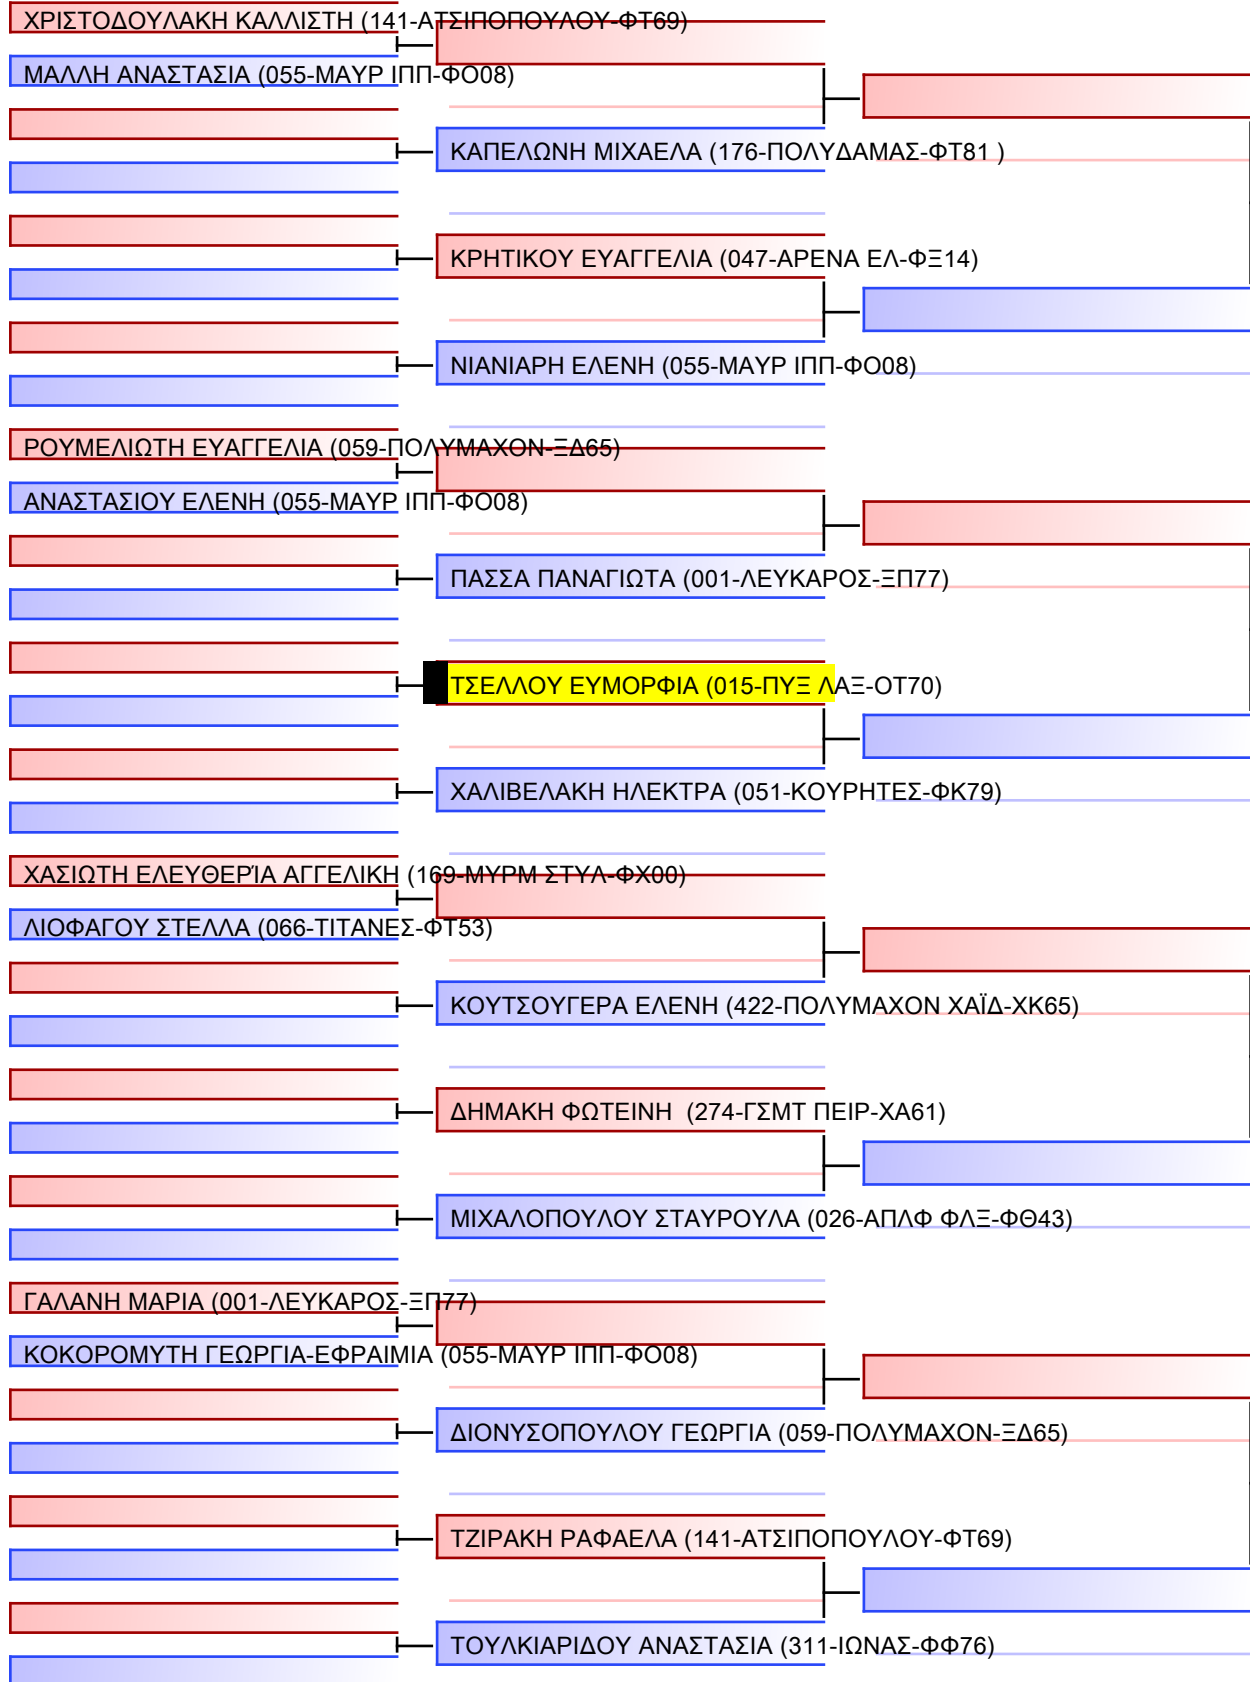 ΧΡΙΣΤΟΔΟΥΛΑΚΗ ΚΑΛΛΙΣΤΗ (141-ΑΤΣΙΠΟΠΟΥΛΟΥ-ΦΤ69)
ΜΑΛΛΗ ΑΝΑΣΤΑΣΙΑ (055-ΜΑΥΡ ΙΠΠ-ΦΟ08)
ΚΑΠΕΛΩΝΗ ΜΙΧΑΕΛΑ (176-ΠΟΛΥΔΑΜΑΣ-ΦΤ81 )
ΚΡΗΤΙΚΟΥ ΕΥΑΓΓΕΛΙΑ (047-ΑΡΕΝΑ ΕΛ-ΦΞ14)
ΝΙΑΝΙΑΡΗ ΕΛΕΝΗ (055-ΜΑΥΡ ΙΠΠ-ΦΟ08)
ΡΟΥΜΕΛΙΩΤΗ ΕΥΑΓΓΕΛΙΑ (059-ΠΟΛΥΜΑΧΟΝ-ΞΔ65)
ΑΝΑΣΤΑΣΙΟΥ ΕΛΕΝΗ (055-ΜΑΥΡ ΙΠΠ-ΦΟ08)
ΠΑΣΣΑ ΠΑΝΑΓΙΩΤΑ (001-ΛΕΥΚΑΡΟΣ-ΞΠ77)
ΤΣΕΛΛΟΥ ΕΥΜΟΡΦΙΑ (015-ΠΥΞ ΛΑΞ-ΟΤ70)
ΧΑΛΙΒΕΛΑΚΗ ΗΛΕΚΤΡΑ (051-ΚΟΥΡΗΤΕΣ-ΦΚ79)
ΧΑΣΙΩΤΗ ΕΛΕΥΘΕΡΊΑ ΑΓΓΕΛΙΚΗ (169-ΜΥΡΜ ΣΤΥΛ-ΦΧ00)
ΛΙΟΦΑΓΟΥ ΣΤΕΛΛΑ (066-ΤΙΤΑΝΕΣ-ΦΤ53)
ΚΟΥΤΣΟΥΓΕΡΑ ΕΛΕΝΗ (422-ΠΟΛΥΜΑΧΟΝ ΧΑΪΔ-ΧΚ65)
ΔΗΜΑΚΗ ΦΩΤΕΙΝΗ  (274-ΓΣΜΤ ΠΕΙΡ-ΧΑ61)
ΜΙΧΑΛΟΠΟΥΛΟΥ ΣΤΑΥΡΟΥΛΑ (026-ΑΠΛΦ ΦΛΞ-ΦΘ43)
ΓΑΛΑΝΗ ΜΑΡΙΑ (001-ΛΕΥΚΑΡΟΣ-ΞΠ77)
ΚΟΚΟΡΟΜΥΤΗ ΓΕΩΡΓΙΑ-ΕΦΡΑΙΜΙΑ (055-ΜΑΥΡ ΙΠΠ-ΦΟ08)
ΔΙΟΝΥΣΟΠΟΥΛΟΥ ΓΕΩΡΓΙΑ (059-ΠΟΛΥΜΑΧΟΝ-ΞΔ65)
ΤΖΙΡΑΚΗ ΡΑΦΑΕΛΑ (141-ΑΤΣΙΠΟΠΟΥΛΟΥ-ΦΤ69)
ΤΟΥΛΚΙΑΡΙΔΟΥ ΑΝΑΣΤΑΣΙΑ (311-ΙΩΝΑΣ-ΦΦ76)